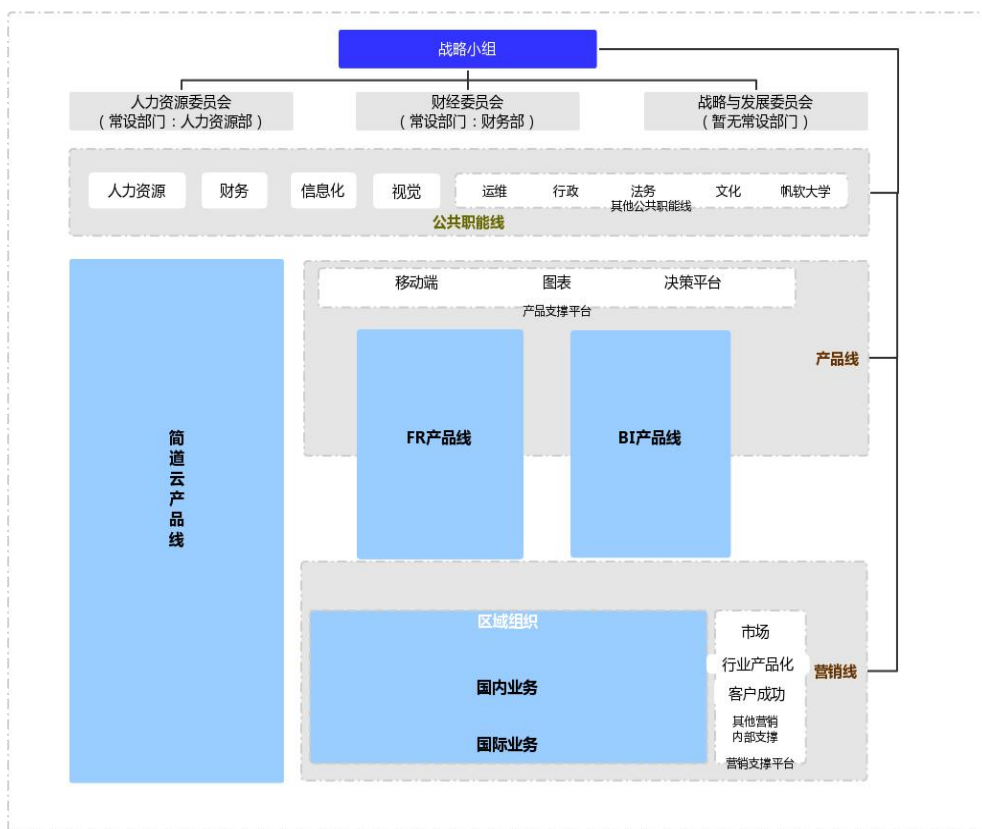 战略小组
人力资源委员会
（常设部门：人力资源部）
财经委员会
（常设部门：财务部）
战略与发展委员会
（暂无常设部门）
人力资源
财务
信息化
视觉
运维
行政
法务
文化
帆软大学
其他公共职能线
公共职能线
简道云产品线
移动端
图表
决策平台
产品支撑平台
FR产品线
BI产品线
产品线
区域组织
国内业务
国际业务
市场
行业产品化
客户成功
其他营销
内部支撑
营销支撑平台
营销线